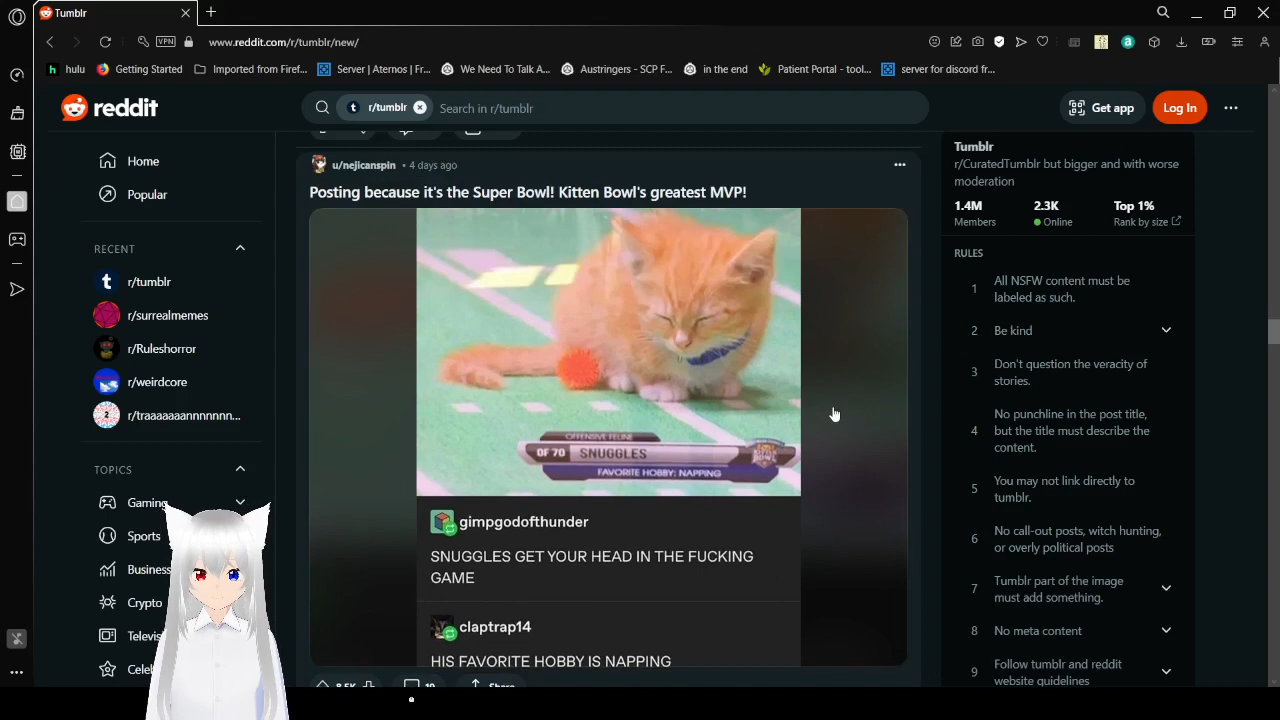 Tumblr
VPN
www.reddit.com/r/tumblr/new/
hulu
Getting Started
Imported from Firef...
Server | Aternos | Fr...
We Need To Talk A...
Austringers - SCP F...
in the end
Patient Portal - tool...
server for discord fr...
reddit
r/tumblr
Search in r/tumblr
Get app
Log In
Home
Popular
RECENT
r/tumblr
r/surrealmemes
r/Ruleshorror
r/weirdcore
r/traaaaaaannnnnnn...
TOPICS
Gaming
Sports
Business
Crypto
u/nejicanspin • 4 days ago
Posting because it's the Super Bowl! Kitten Bowl's greatest MVP!
OFFENSIVE FELINE
0F 70 SNUGGLES
FAVORITE HOBBY: NAPPING
KITTEN BOWL
gimpgodofthunder
SNUGGLES GET YOUR HEAD IN THE FUCKING
GAME
claptrap14
HIS FAVORITE HOBBY IS NAPPING
Share
Tumblr
r/CuratedTumblr but bigger and with worse
moderation
1.4M 2.3K Top 1%
Members Online Rank by size
RULES
1 All NSFW content must be
labeled as such.
2 Be kind
3 Don't question the veracity of
stories.
4 No punchline in the post title,
but the title must describe the
content.
5 You may not link directly to
tumblr.
6 No call-out posts, witch hunting,
or overly political posts
7 Tumblr part of the image
must add something.
8 No meta content
9 Follow tumblr and reddit
website guidelines